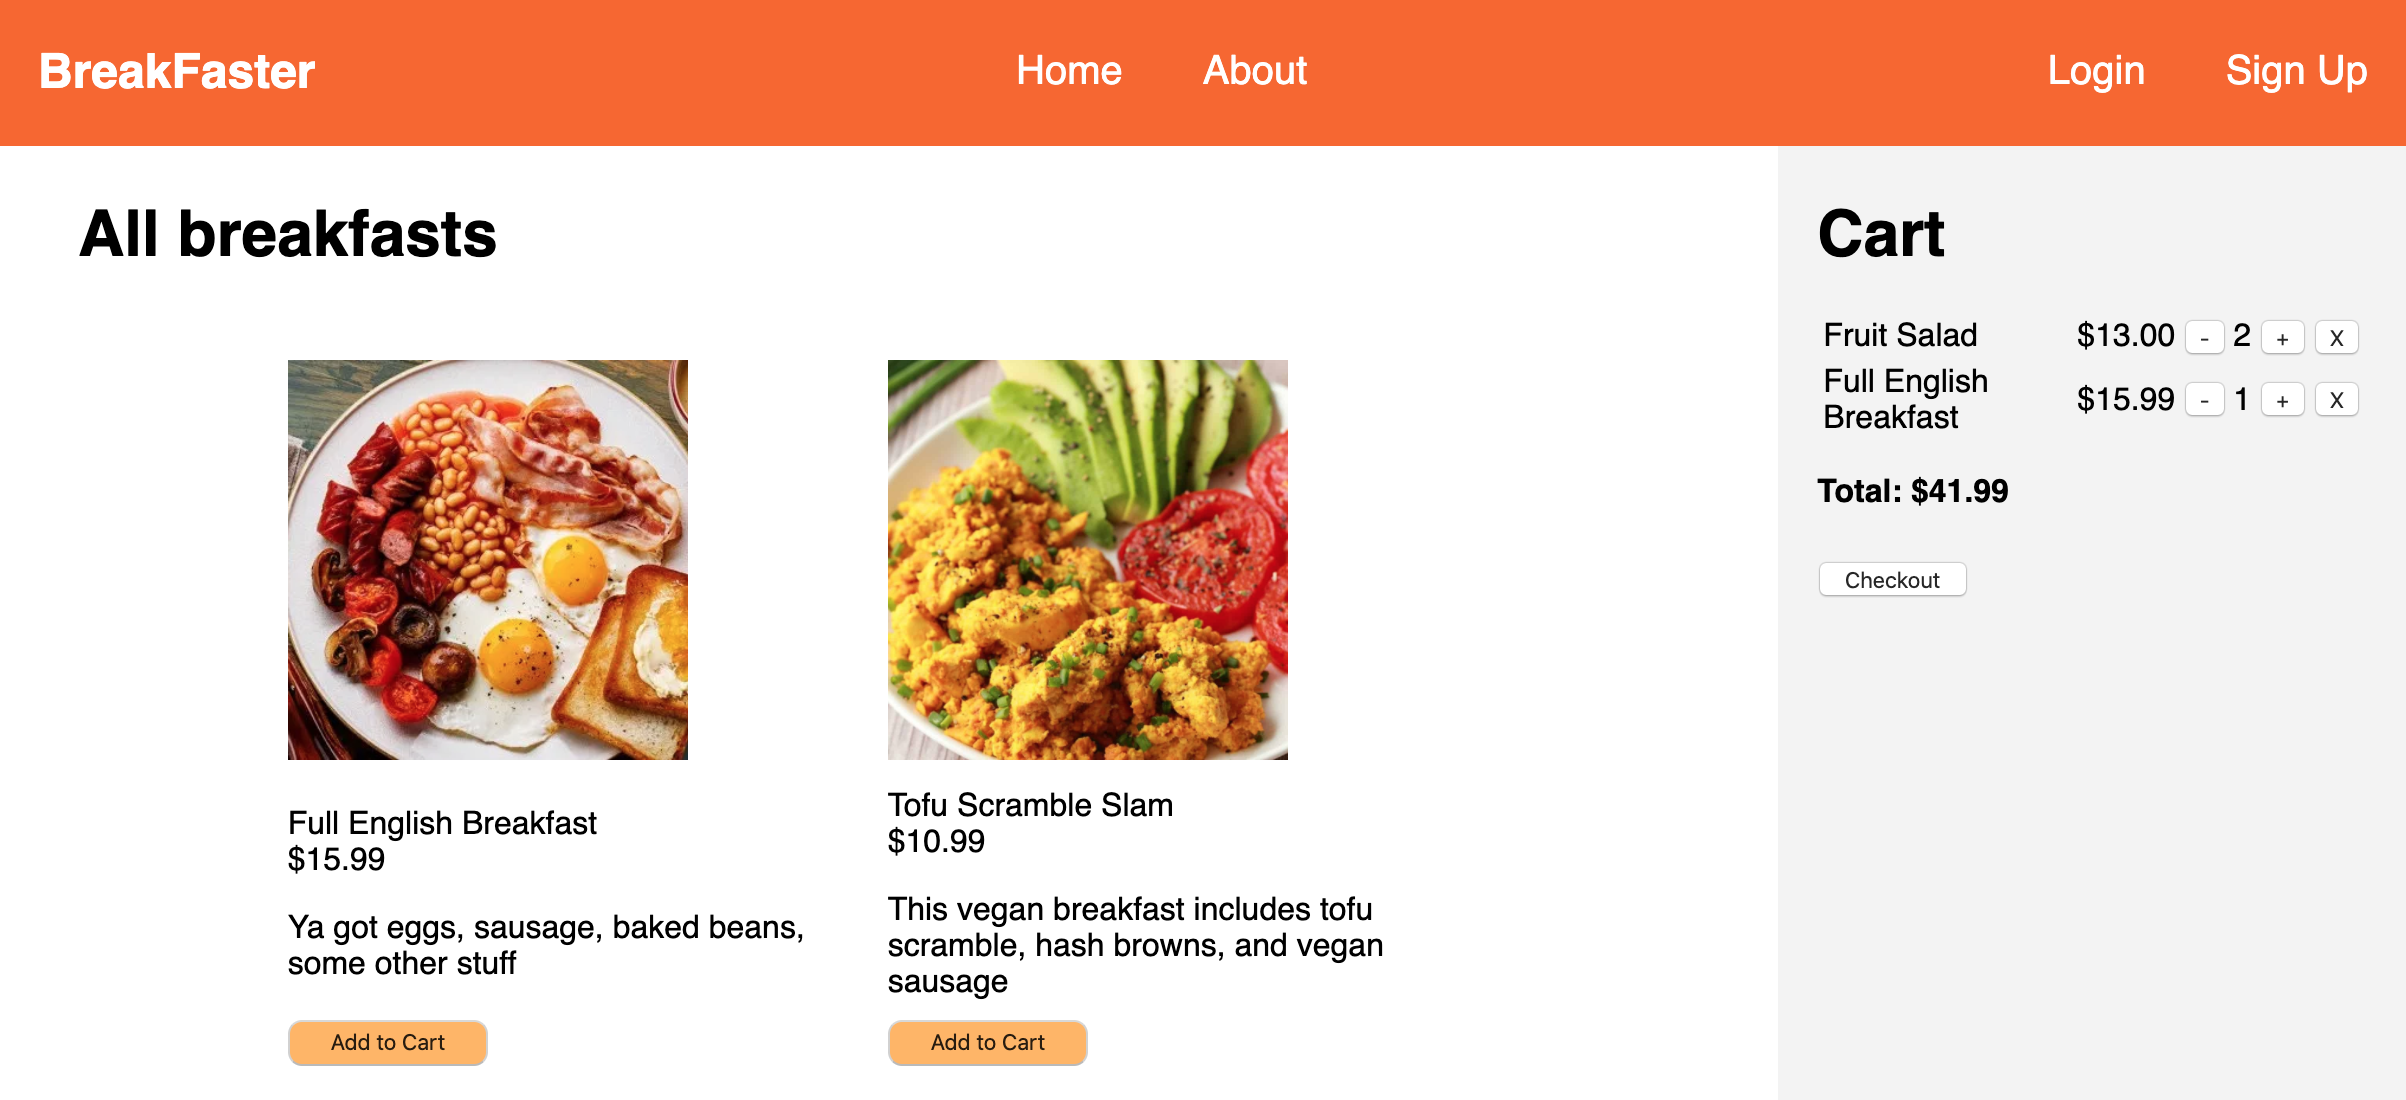 BreakFaster
Home
About
Login
Sign Up
All breakfasts
Full English Breakfast
$15.99
Ya got eggs, sausage, baked beans,
some other stuff
Add to Cart
Tofu Scramble Slam
$10.99
This vegan breakfast includes tofu
scramble, hash browns, and vegan
sausage
Add to Cart
Cart
Fruit Salad $13.00 - 2 + X
Full English
Breakfast $15.99 - 1 + X
Total: $41.99
Checkout